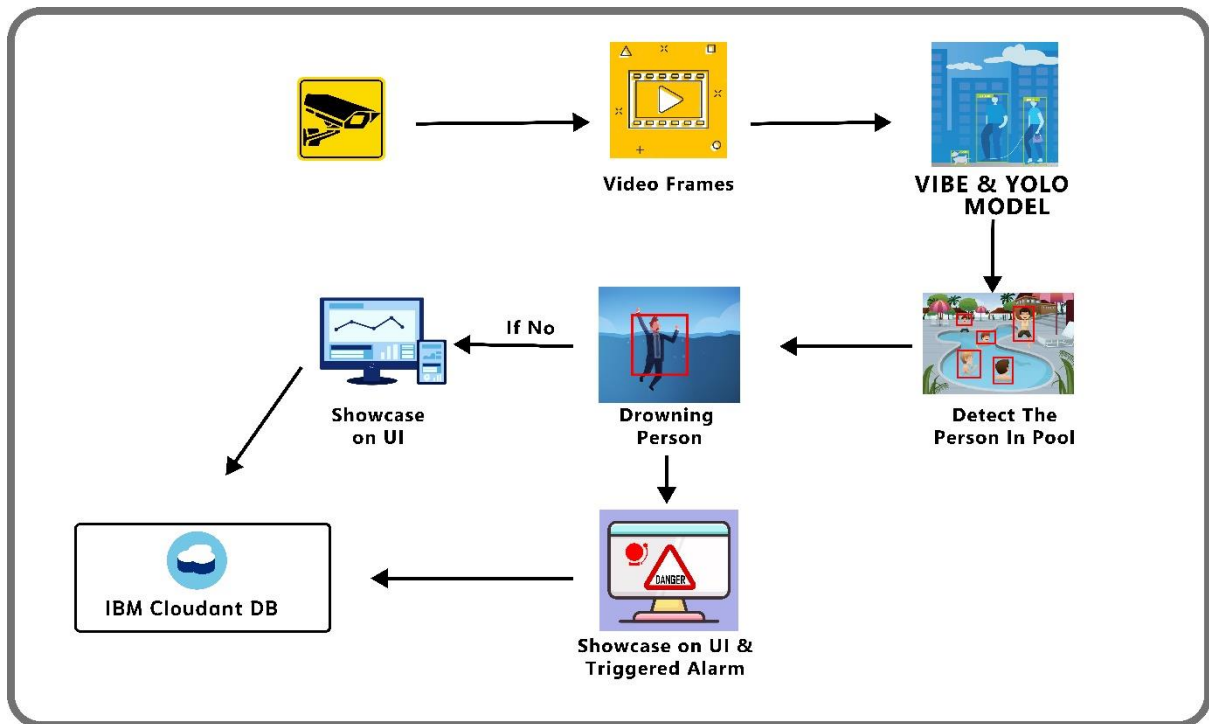 Video Frames
VIBE & YOLO
MODEL
If No
Showcase
on UI
Drowning
Person
Detect The
Person In Pool
IBM Cloudant DB
DANGER
Showcase on UI &
Triggered Alarm